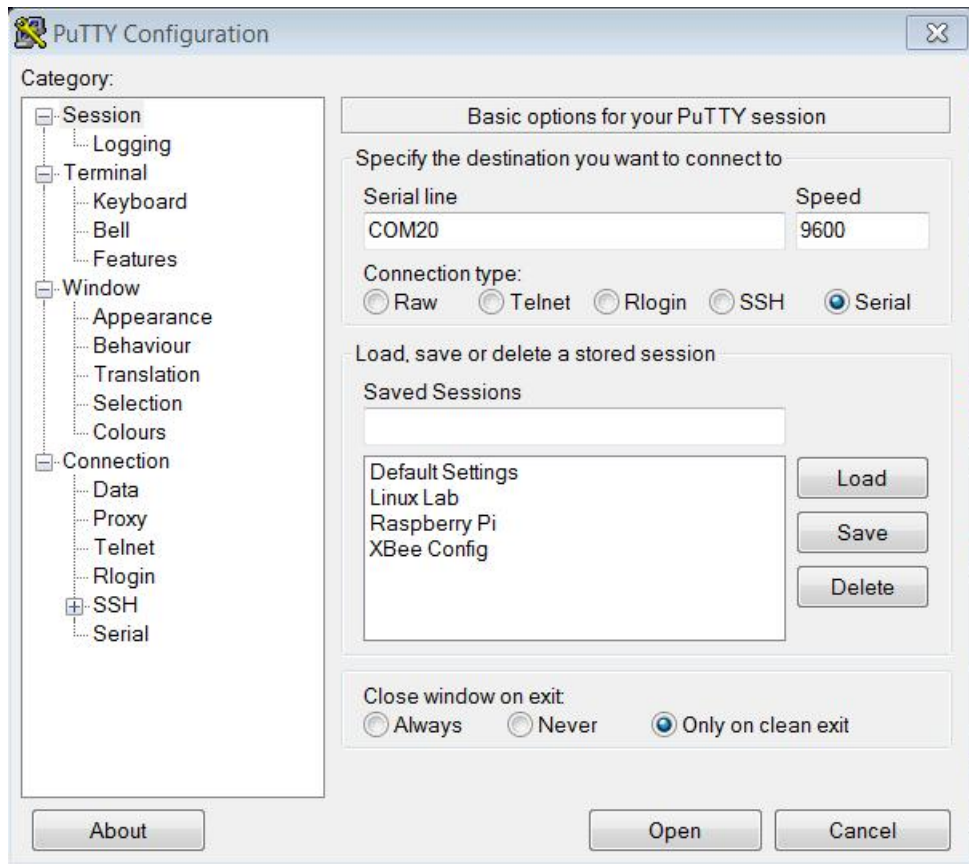 PuTTY Configuration
Category:
Session
Logging
Terminal
Keyboard
Bell
Features
Window
Appearance
Behaviour
Translation
Selection
Colours
Connection
Data
Proxy
Telnet
Rlogin
SSH
Serial
Basic options for your PuTTY session
Specify the destination you want to connect to
Serial line Speed
COM20 9600
Connection type:
Raw Telnet Rlogin SSH Serial
Load, save or delete a stored session
Saved Sessions
Default Settings
Linux Lab
Raspberry Pi
XBee Config
Load
Save
Delete
Close window on exit:
Always Never Only on clean exit
About Open Cancel